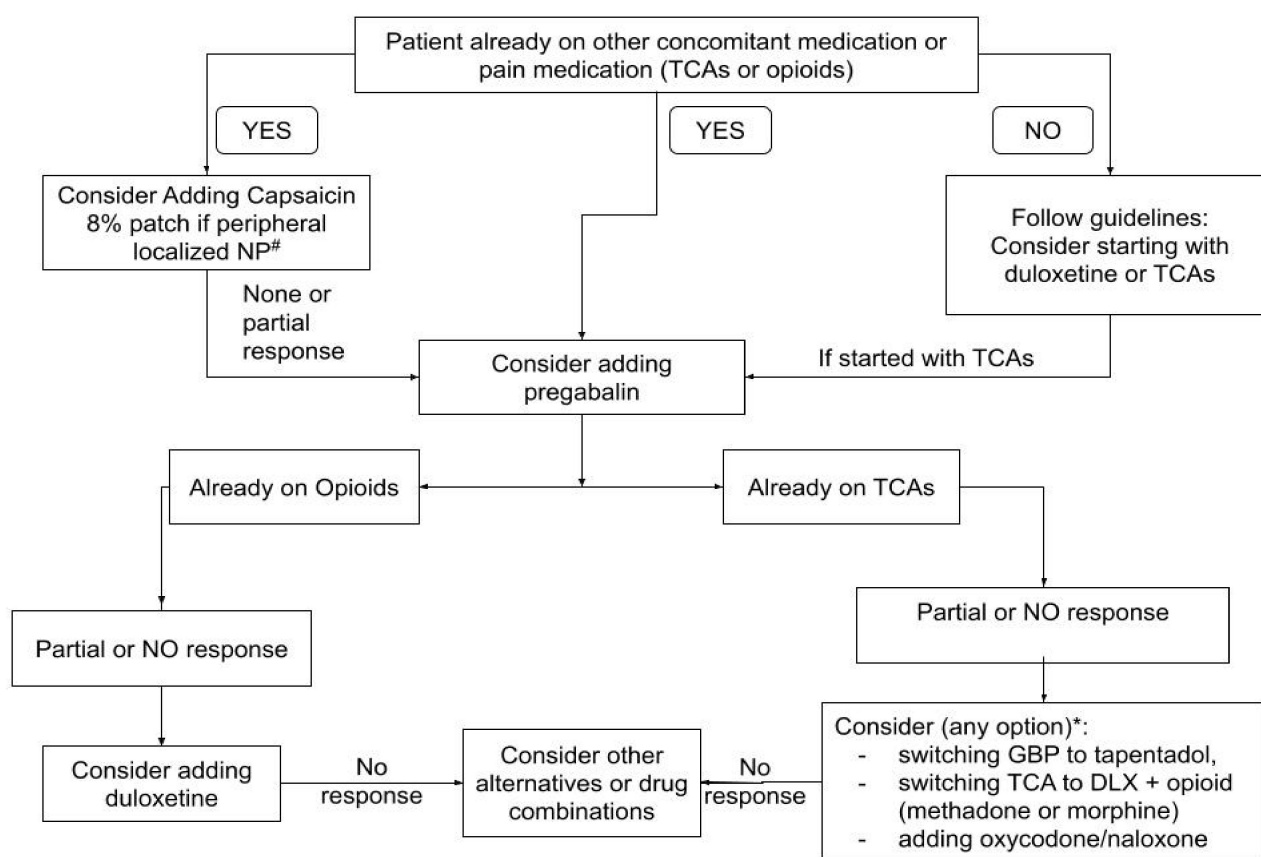 Patient already on other concomitant medication or
pain medication (TCAs or opioids)
YES
YES
NO
Consider Adding Capsaicin
8% patch if peripheral
localized NP#
Follow guidelines:
Consider starting with
duloxetine or TCAs
None or
partial
response
Consider adding
pregabalin
If started with TCAs
Already on Opioids
Already on TCAs
Partial or NO response
Partial or NO response
Consider adding
duloxetine
No
response
Consider other
alternatives or drug
combinations
No
response
Consider (any option)*:
- switching GBP to tapentadol,
- switching TCA to DLX + opioid
(methadone or morphine)
- adding oxycodone/naloxone